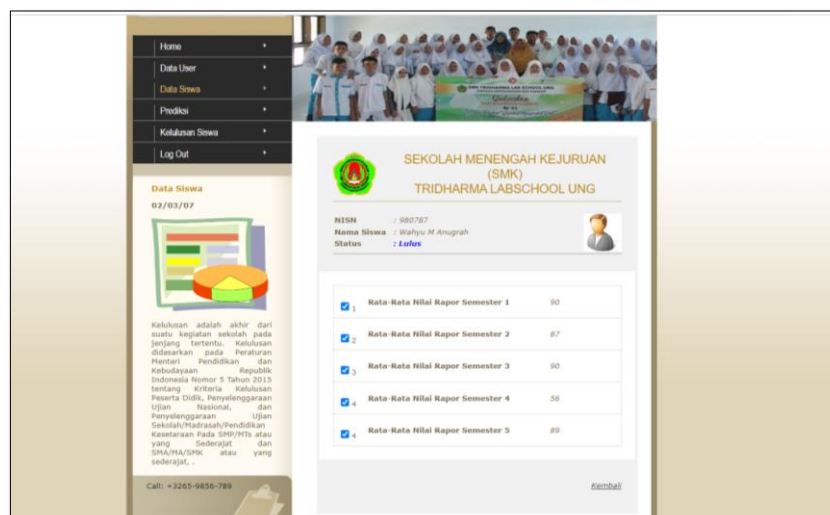 Home
Data User
Data Siswa
Prediksi
Kelulusan Siswa
Log Out
Data Siswa
02/03/07
Kelulusan adalah akhir dari
suatu kegiatan sekolah pada
jenjang tertentu. Kelulusan
didasarkan pada Peraturan
Menteri Pendidikan dan
Kebudayaan Republik
Indonesia Nomor 5 Tahun 2015
tentang Kriteria Kelulusan
Peserta Didik, Penyelenggaraan
Ujian Nasional, dan
Penyelenggaraan Ujian
Sekolah/Madrasah/Pendidikan
Kesetaraan Pada SMP/MTs atau
yang Sederajat dan
SMA/MA/SMK atau yang
sederajat, .
Call: +3265-9856-789
SMK TRIDHARMA LAB SCHOOL UNG
SEKOLAH MENENGAH KEJURUAN
(SMK)
TRIDHARMA LABSCHOOL UNG
NISN : 980787
Nama Siswa : Wahyu M Anugrah
Status : Lulus
1 Rata-Rata Nilai Rapor Semester 1 90
2 Rata-Rata Nilai Rapor Semester 2 87
3 Rata-Rata Nilai Rapor Semester 3 90
4 Rata-Rata Nilai Rapor Semester 4 56
4 Rata-Rata Nilai Rapor Semester 5 89
Kembali